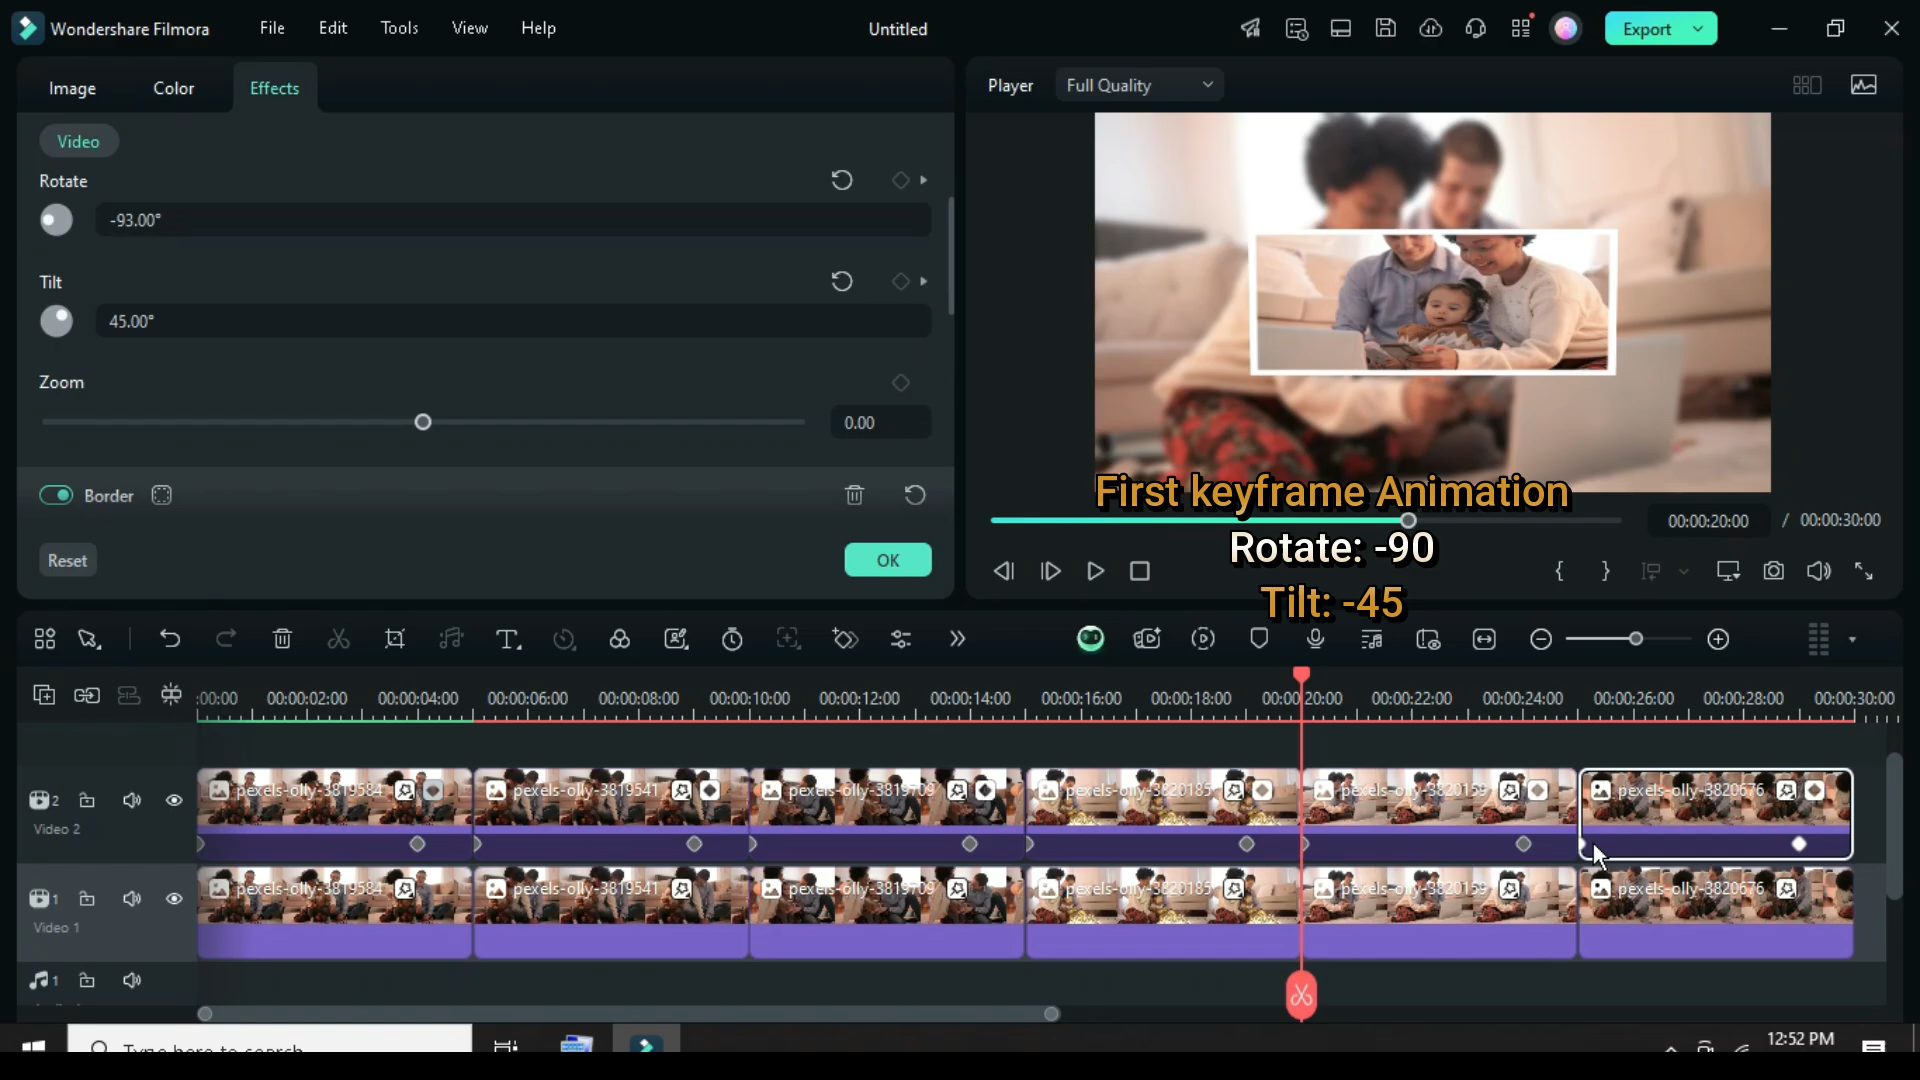 Wondershare Filmora
File
Edit
Tools
View
Help
Untitled
Export
Image
Color
Effects
Player
Full Quality
Video
Rotate
-93.00°
Tilt
45.00°
Zoom
0.00
Border
Reset
OK
First keyframe Animation
Rotate: -90
Tilt: -45
00:00:20:00 / 00:00:30:00
:00:00 00:00:02:00 00:00:04:00 00:00:06:00 00:00:08:00 00:00:10:00 00:00:12:00 00:00:14:00 00:00:16:00 00:00:18:00 00:00:20:00 00:00:22:00 00:00:24:00 00:00:26:00 00:00:28:00 00:00:30:00
2
Video 2
pexels-olly-3819584 pexels-olly-3819541 pexels-olly-3819709 pexels-olly-3820185 pexels-olly-3820159 pexels-olly-3820676
1
Video 1
pexels-olly-3819584 pexels-olly-3819541 pexels-olly-3819709 pexels-olly-3820185 pexels-olly-3820159 pexels-olly-3820676
1
Type here to search
12:52 PM